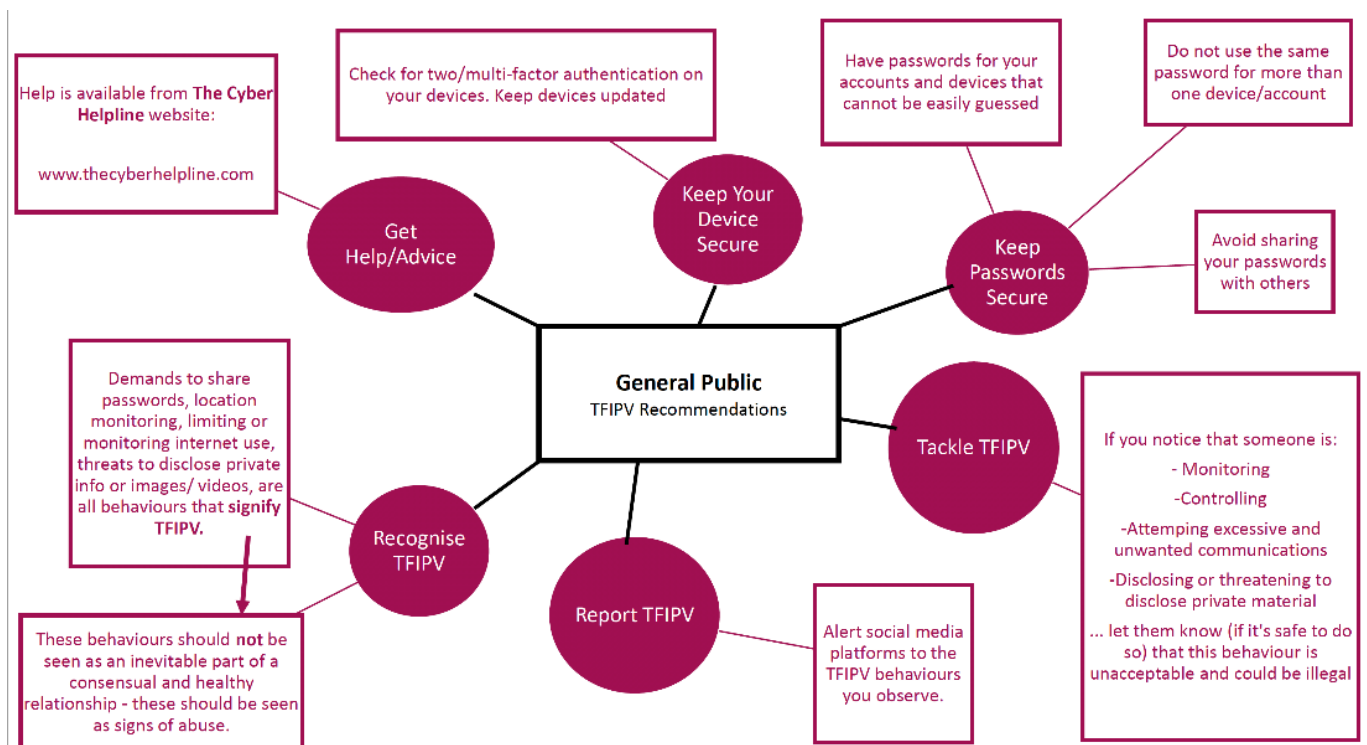 Help is available from The Cyber
Helpline website:
www.thecyberhelpline.com
Check for two/multi-factor authentication on
your devices. Keep devices updated
Have passwords for your
accounts and devices that
cannot be easily guessed
Do not use the same
password for more than
one device/account
Get
Help/Advice
Keep Your
Device
Secure
Keep
Passwords
Secure
Avoid sharing
your passwords
with others
General Public
TFIPV Recommendations
Demands to share
passwords, location
monitoring, limiting or
monitoring internet use,
threats to disclose private
info or images/ videos, are
all behaviours that signify
TFIPV.
Recognise
TFIPV
These behaviours should not be
seen as an inevitable part of a
consensual and healthy
relationship - these should be seen
as signs of abuse.
Report TFIPV
Alert social media
platforms to the
TFIPV behaviours
you observe.
Tackle TFIPV
If you notice that someone is:
- Monitoring
-Controlling
-Attemping excessive and
unwanted communications
-Disclosing or threatening to
disclose private material
... let them know (if it's safe to do
so) that this behaviour is
unacceptable and could be illegal